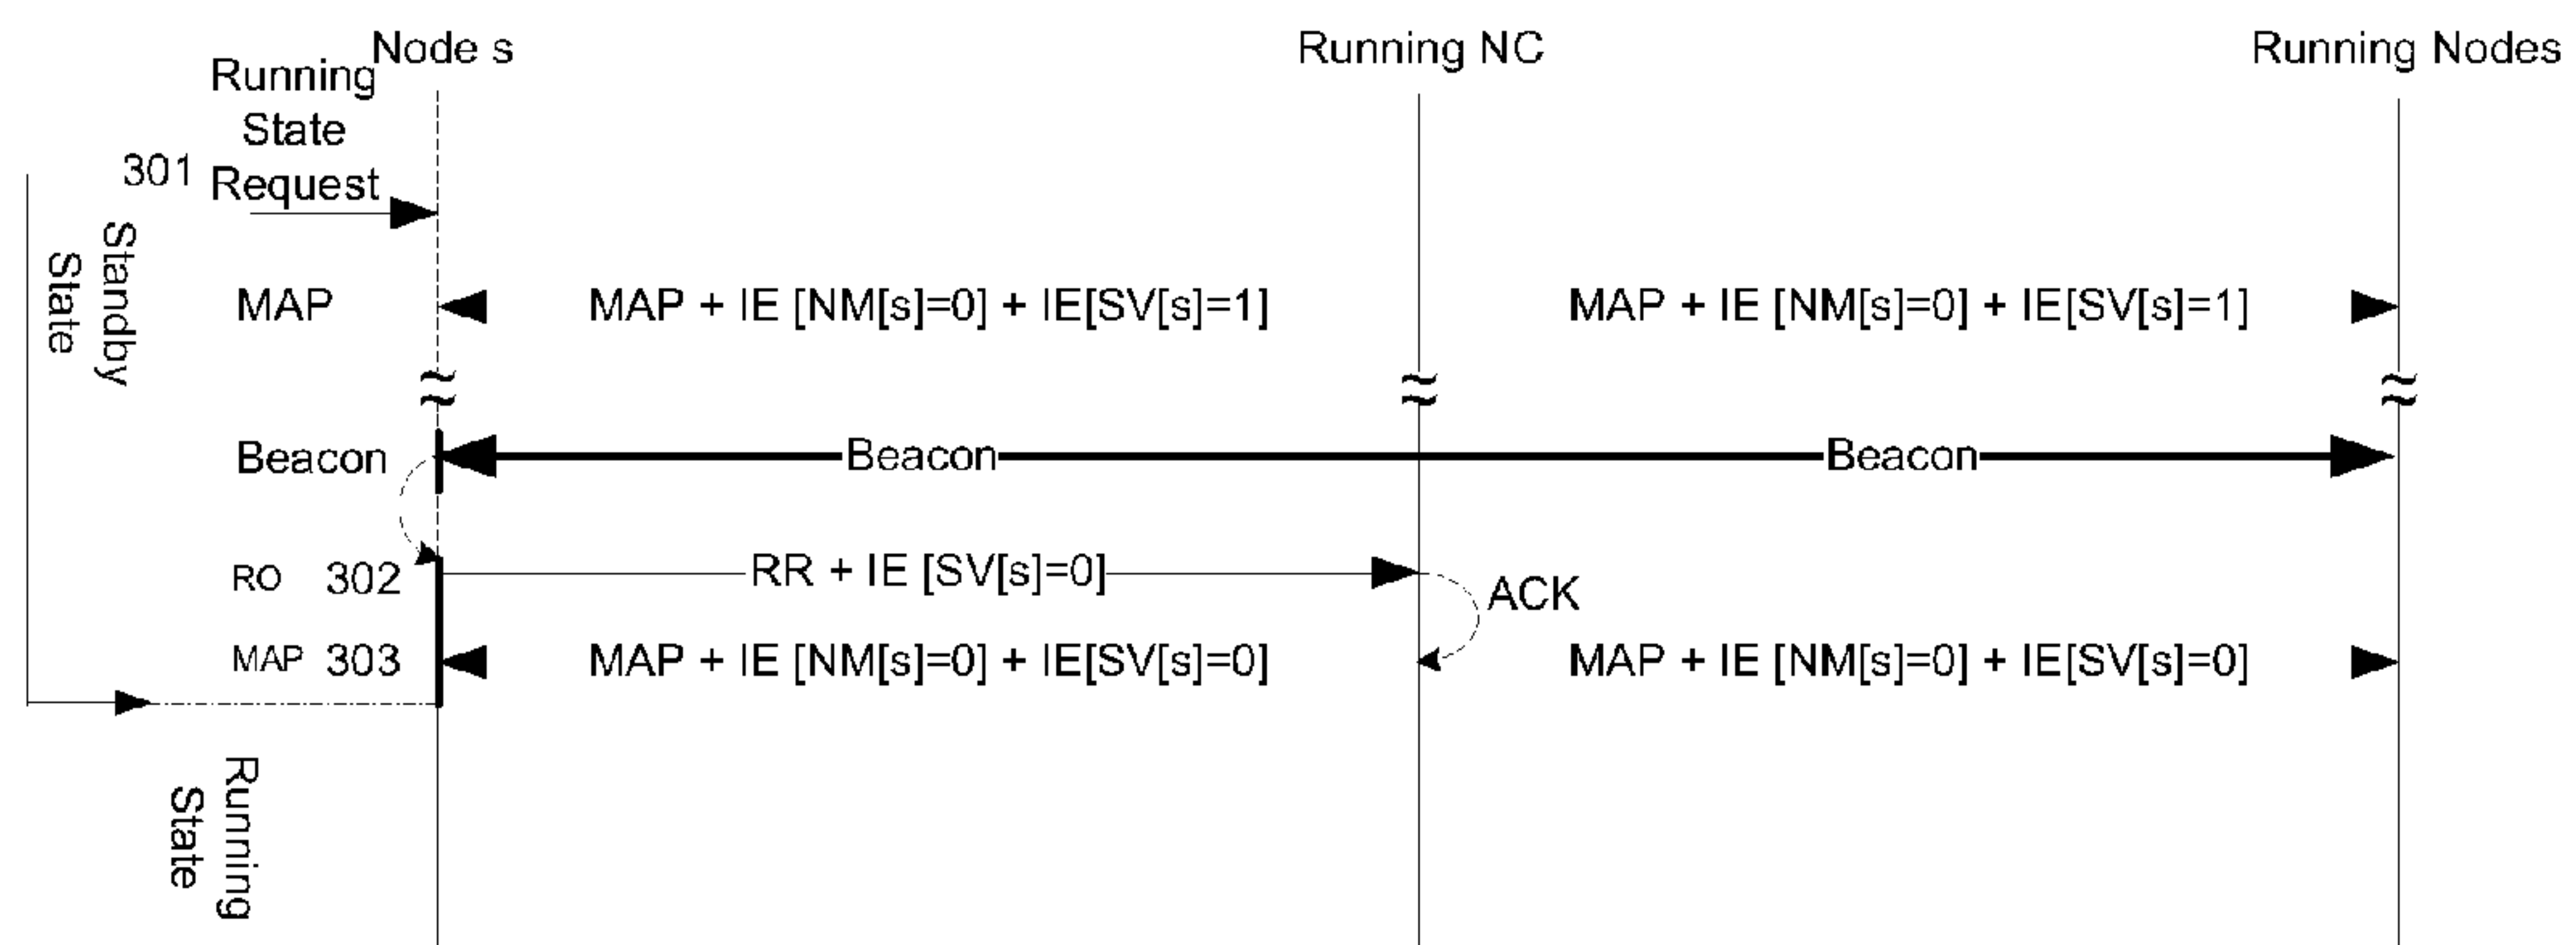 Node s
Running NC
Running Nodes
Running
State
301 Request
Standby
State
MAP
MAP + IE [NM[s]=0] + IE[SV[s]=1]
MAP + IE [NM[s]=0] + IE[SV[s]=1]
Beacon
Beacon
Beacon
RO 302
RR + IE [SV[s]=0]
ACK
MAP 303
MAP + IE [NM[s]=0] + IE[SV[s]=0]
MAP + IE [NM[s]=0] + IE[SV[s]=0]
Running
State